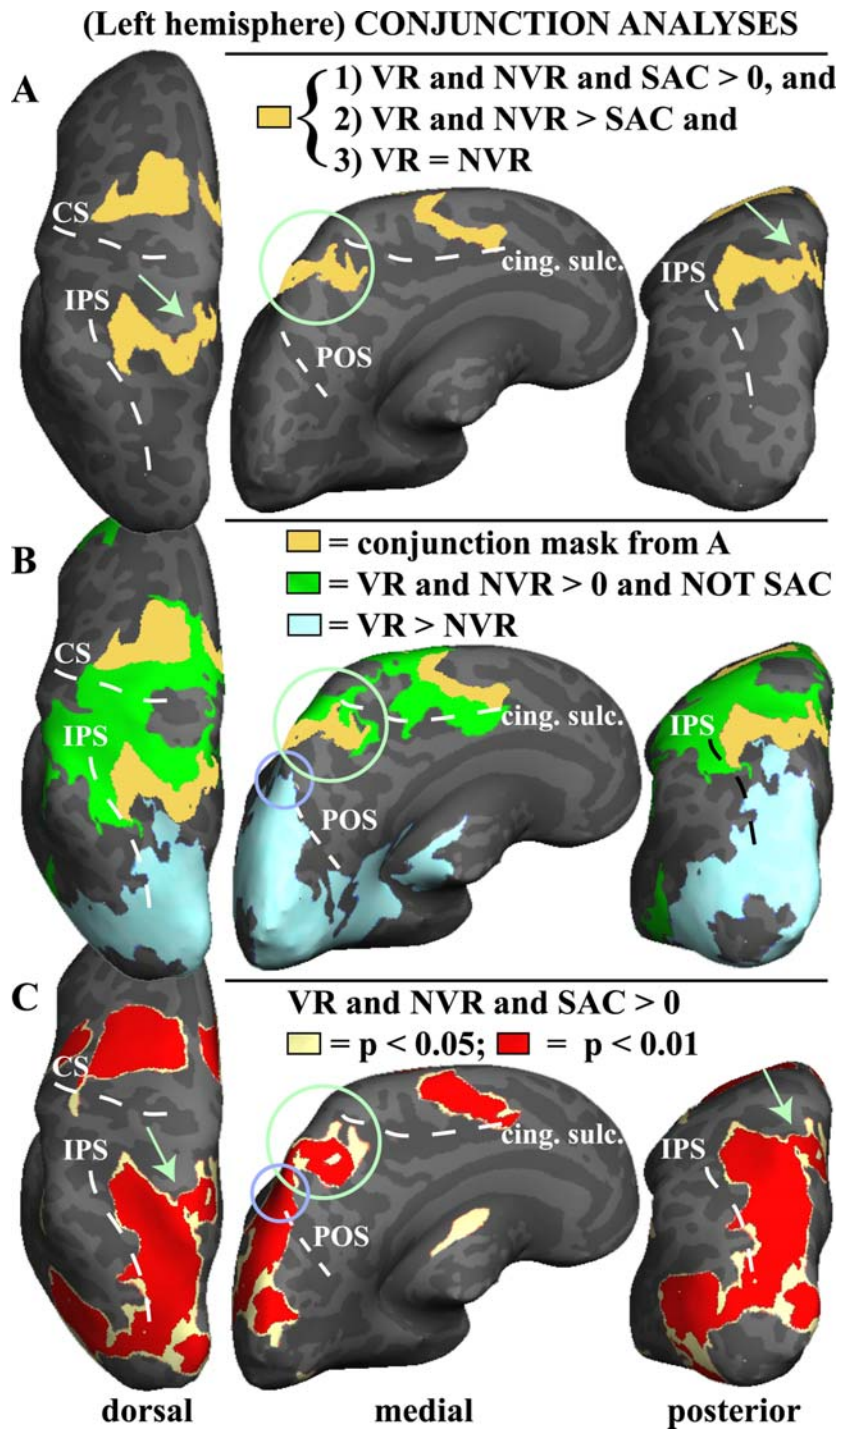 (Left hemisphere) CONJUNCTION ANALYSES
A
1) VR and NVR and SAC > 0, and
2) VR and NVR > SAC and
3) VR = NVR
CS
IPS
cing. sulc.
POS
IPS
B
= conjunction mask from A
= VR and NVR > 0 and NOT SAC
= VR > NVR
CS
IPS
cing. sulc.
POS
IPS
C
VR and NVR and SAC > 0
= p < 0.05; = p < 0.01
CS
IPS
cing. sulc.
POS
IPS
dorsal medial posterior